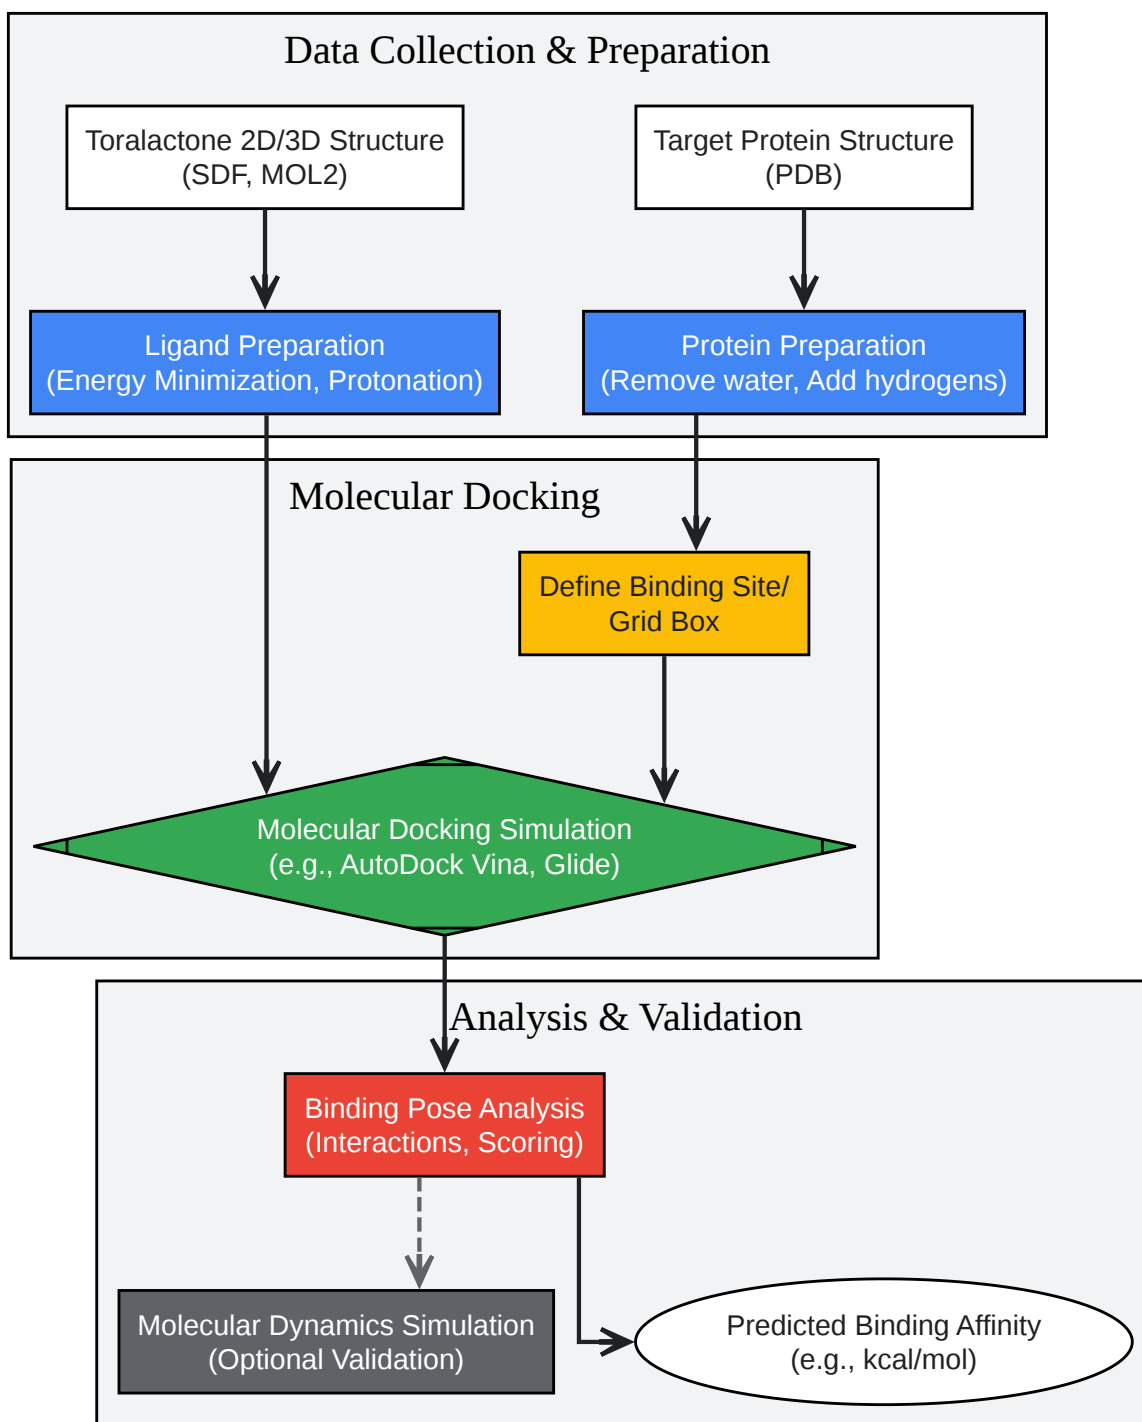 Data Collection & Preparation
Toralactone 2D/3D Structure
(SDF, MOL2)
Target Protein Structure
(PDB)
Ligand Preparation
(Energy Minimization, Protonation)
Protein Preparation
(Remove water, Add hydrogens)
Molecular Docking
Define Binding Site/
Grid Box
Molecular Docking Simulation
(e.g., AutoDock Vina, Glide)
Analysis & Validation
Binding Pose Analysis
(Interactions, Scoring)
Molecular Dynamics Simulation
(Optional Validation)
Predicted Binding Affinity
(e.g., kcal/mol)